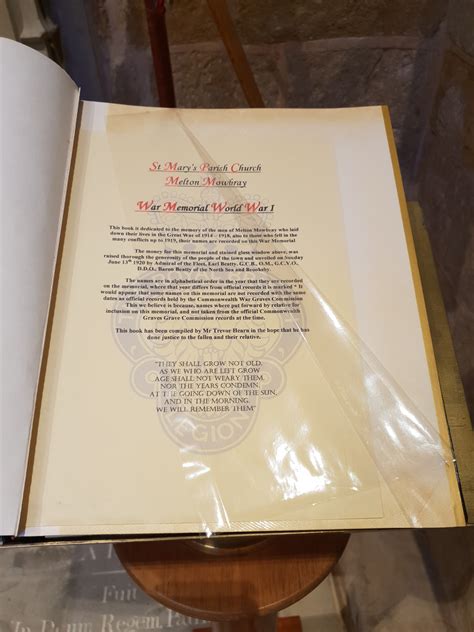 St Mary's Parish Church
Melton Mowbray
War Memorial World War I
This book is dedicated to the memory of the men of Melton Mowbray who laid
down their lives in the Great War of 1914 – 1918, also to those who fell in the
many conflicts up to 1919, their names are recorded on this War Memorial
The money for this memorial and stained glass window above, was
raised thorough the generosity of the people of the town and unveiled on Sunday
June 13th 1920 by Admiral of the Fleet, Earl Beatty. G.C.B., O.M., G.C.V.O.,
D.S.O., Baron Beatty of the North Sea and Brooksby.
The names are in alphabetical order in the year that they are recorded
on the memorial, where that year differs from official records it is marked * It
would appear that some names on this memorial are not recorded with the same
dates as official records held by the Commonwealth War Graves Commission
This we believe is because, names where put forward by relative for
inclusion on this memorial, and not taken from the official Commonwealth
Graves Grave Commission records at the time.
This book has been compiled by Mr Trevor Hearn in the hope that he has
done justice to the fallen and their relative.
"They shall grow not old,
as we who are left grow
Age shall not weary them,
nor the years condemn.
At the going down of the sun,
and in the morning.
We will remember them"
LEGION
Fuit
In Deum, Regem,